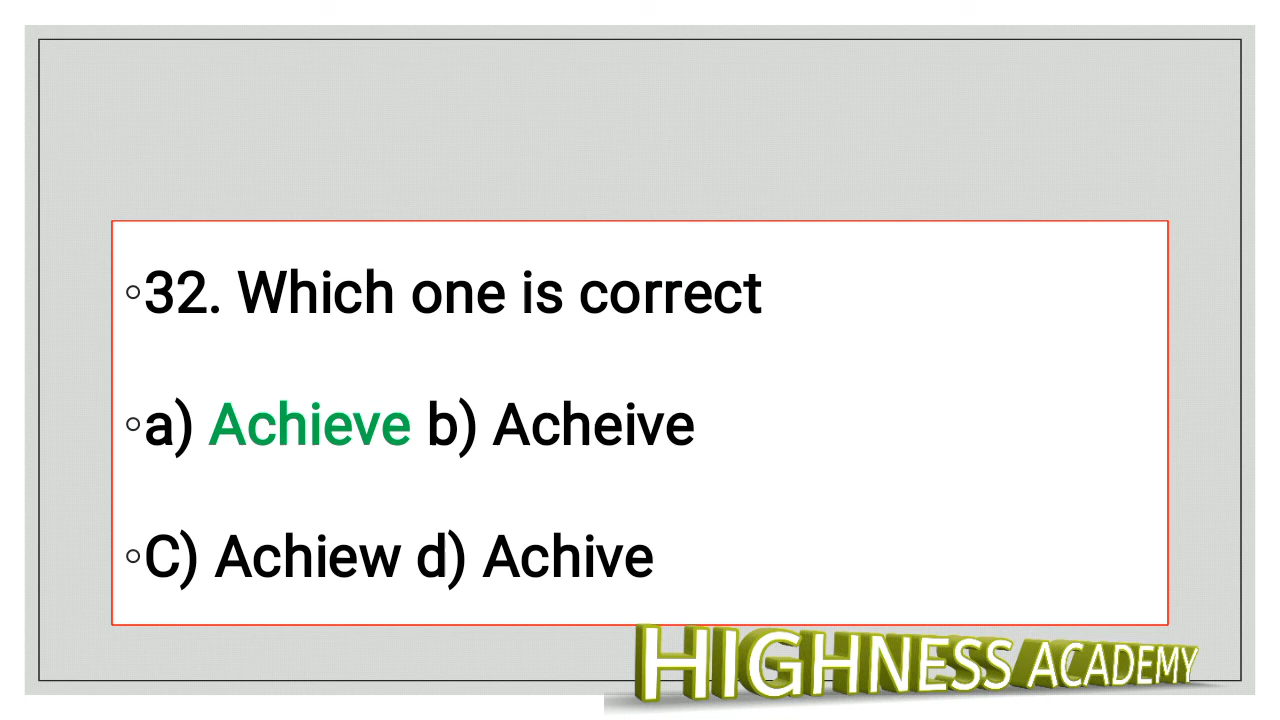 ◦32. Which one is correct
◦a) Achieve b) Acheive
◦C) Achiew d) Achive
HIGHNESS ACADEMY